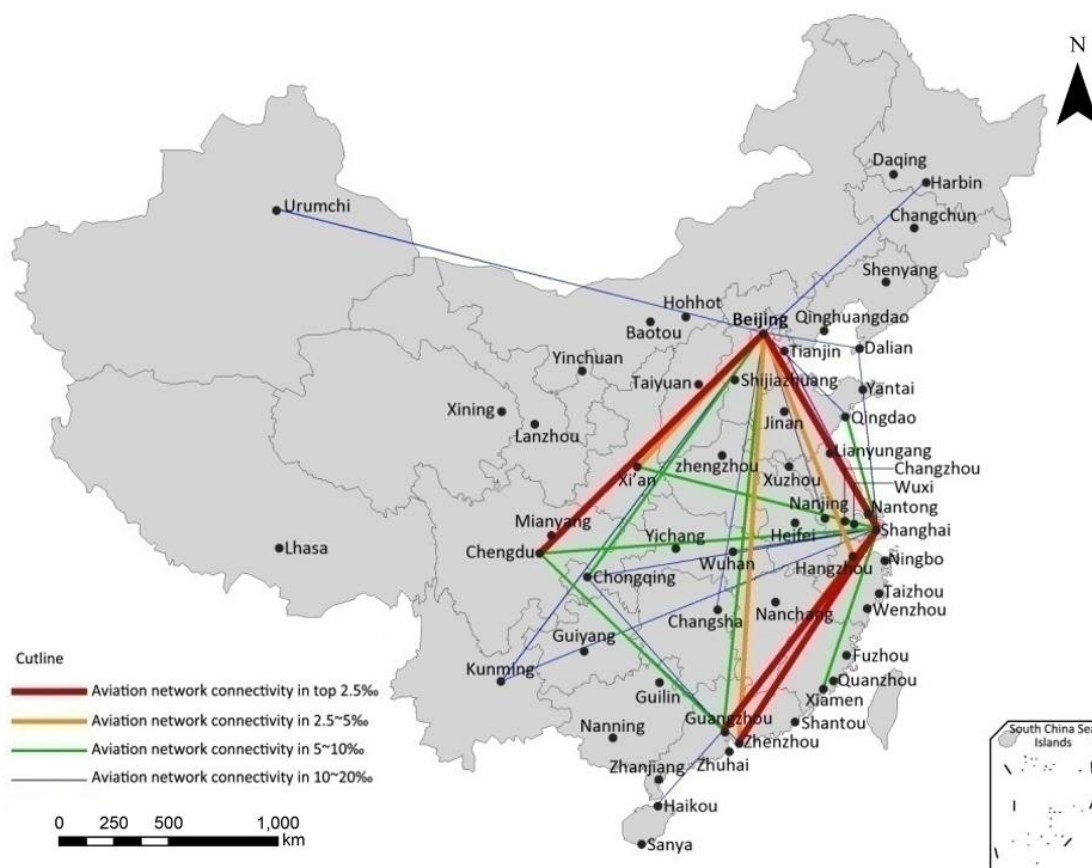 N
Daqing
Harbin
Urumchi
Changchun
Shenyang
Hohhot
Beijing
Qinghuangdao
Baotou
Tianjin
Dalian
Yinchuan
Taiyuan
Shijiazhuang
Yantai
Xining
Jinan
Qingdao
Lanzhou
Lianyungang
zhengzhou
Changzhou
Xi'an
Xuzhou
Wuxi
Nanjing
Nantong
Mianyang
Shanghai
Heifei
Yichang
Lhasa
Chengdu
Wuhan
Hangzhou
Ningbo
Chongqing
Taizhou
Nanchang
Wenzhou
Changsha
Guiyang
Cutline
Fuzhou
Kunming
Quanzhou
Aviation network connectivity in top 2.5‰
Guilin
Xiamen
Aviation network connectivity in 2.5~5‰
Guangzhou
Shantou
Nanning
Zhenzhou
South China Sea
Islands
Aviation network connectivity in 5~10‰
Zhuhai
Zhanjiang
Aviation network connectivity in 10~20‰
Haikou
0 250 500 1,000
km
Sanya